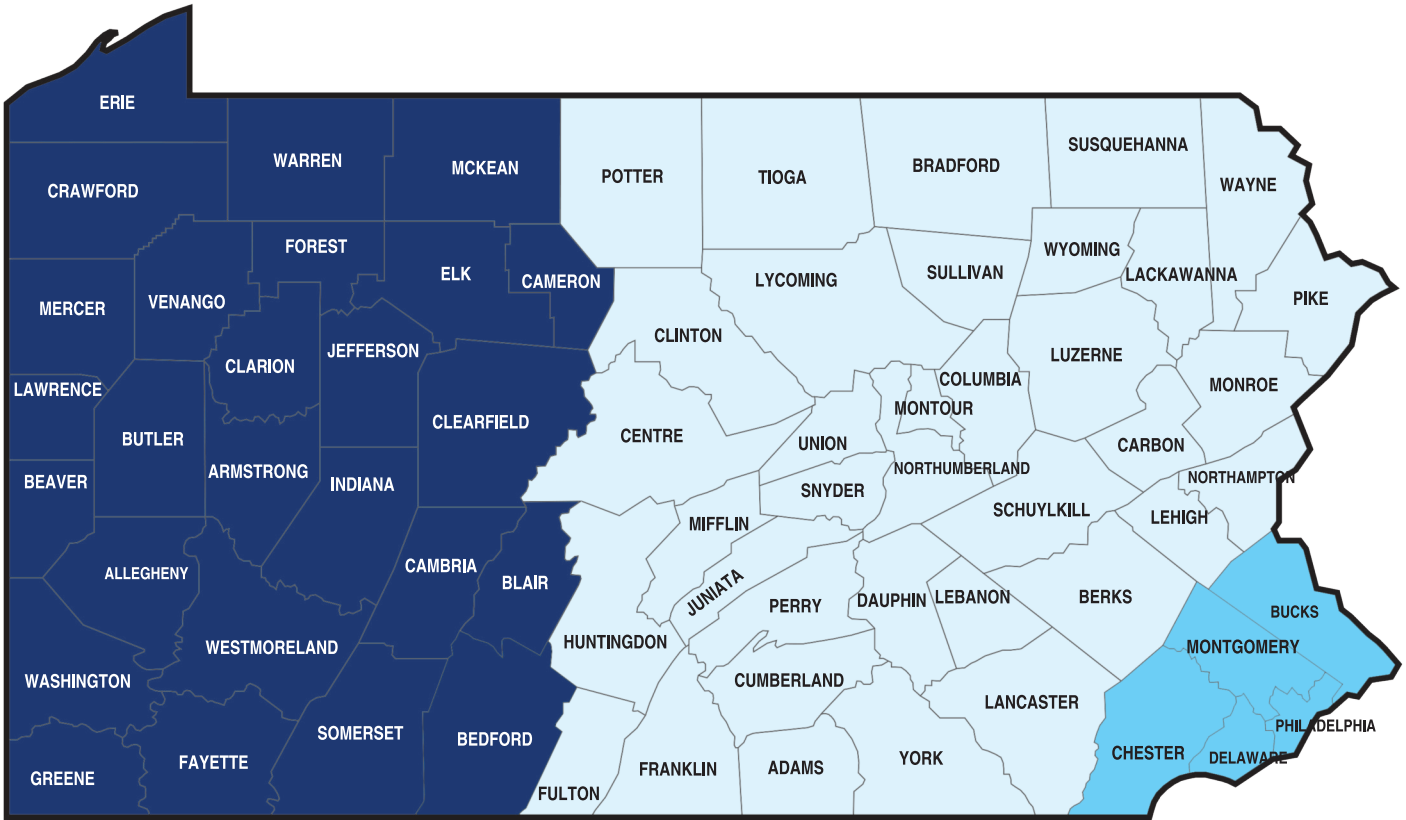 ERIE
WARREN
MCKEAN
POTTER
TIOGA
BRADFORD
SUSQUEHANNA
WAYNE
CRAWFORD
FOREST
ELK
CAMERON
WYOMING
SULLIVAN
LACKAWANNA
LYCOMING
PIKE
MERCER
VENANGO
CLINTON
JEFFERSON
CLARION
LUZERNE
COLUMBIA
MONROE
LAWRENCE
MONTOUR
CLEARFIELD
BUTLER
CENTRE
UNION
CARBON
ARMSTRONG
NORTHUMBERLAND
NORTHAMPTON
BEAVER
INDIANA
SNYDER
SCHUYLKILL
LEHIGH
MIFFLIN
ALLEGHENY
CAMBRIA
BLAIR
JUNIATA
PERRY
DAUPHIN
LEBANON
BERKS
BUCKS
HUNTINGDON
WESTMORELAND
MONTGOMERY
WASHINGTON
CUMBERLAND
LANCASTER
PHILADELPHIA
SOMERSET
BEDFORD
CHESTER
DELAWARE
YORK
FAYETTE
FRANKLIN
ADAMS
GREENE
FULTON